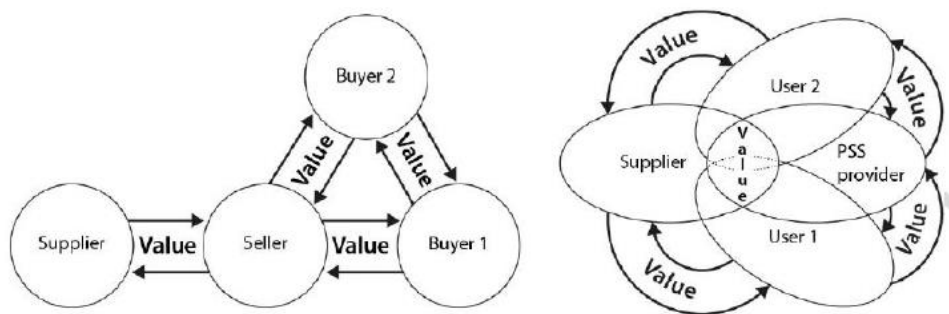 Buyer 2
Value
Value
Supplier
Value
Seller
Value
Buyer 1
Value
User 2
Value
Supplier
Value
PSS
provider
User 1
Value
Value